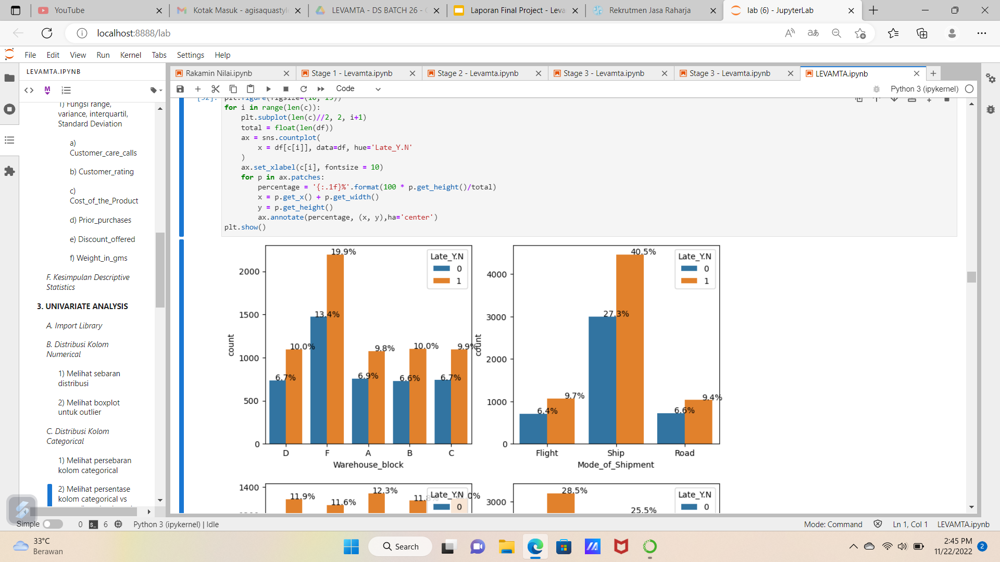 YouTube
Kotak Masuk - agisaquastyl
LEVAMTA - DS BATCH 26 -
Laporan Final Project - Leva
Rekrutmen Jasa Raharja
lab (6) - JupyterLab
localhost:8888/lab
File Edit View Run Kernel Tabs Settings Help
LEVAMTA.IPYNB
Rakamin Nilai.ipynb
Stage 1 - Levamta.ipynb
Stage 2 - Levamta.ipynb
Stage 3 - Levamta.ipynb
Stage 3 - Levamta.ipynb
LEVAMTA.ipynb
Code
Python 3 (ipykernel)
1) Fungsi range,
variance, interquartil,
Standard Deviation
a)
Customer_care_calls
b) Customer_rating
c)
Cost_of_the_Product
d) Prior_purchases
e) Discount_offered
f) Weight_in_gms
F. Kesimpulan Descriptive
Statistics
3. UNIVARIATE ANALYSIS
A. Import Library
B. Distribusi Kolom
Numerical
1) Melihat sebaran
distribusi
2) Melihat boxplot
untuk outlier
C. Distribusi Kolom
Categorical
1) Melihat persebaran
kolom categorical
2) Melihat persentase
kolom categorical vs
for i in range(len(c)):
plt.subplot(len(c)//2, 2, i+1)
total = float(len(df))
ax = sns.countplot(
x = df[c[i]], data=df, hue='Late_Y.N'
)
ax.set_xlabel(c[i], fontsize = 10)
for p in ax.patches:
percentage = '{:.1f}%'.format(100 * p.get_height()/total)
x = p.get_x() + p.get_width()
y = p.get_height()
ax.annotate(percentage, (x, y),ha='center')
plt.show()
Late_Y.N
0
1
19.9%
13.4%
10.0%
9.8%
10.0%
9.9%
6.7%
6.9%
6.6%
6.7%
2000
1500
1000
500
0
count
D F A B C
Warehouse_block
Late_Y.N
0
1
40.5%
27.3%
9.7%
9.4%
6.4%
6.6%
4000
3000
2000
1000
0
count
Flight Ship Road
Mode_of_Shipment
1400
11.9%
11.6%
12.3%
Late_Y.N
0
3000
28.5%
25.5%
Late_Y.N
0
Simple
0
6
Python 3 (ipykernel) | Idle
Mode: Command
Ln 1, Col 1
LEVAMTA.ipynb
33°C
Berawan
Search
2:45 PM
11/22/2022
2